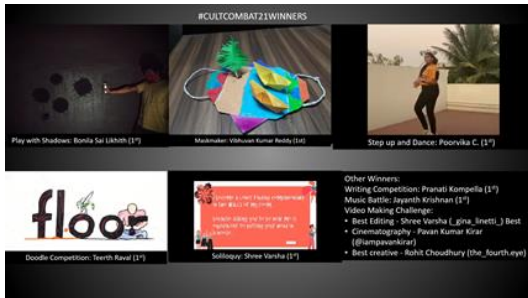 #CULTCOMBAT21WINNERS
Play with Shadows: Bonila Sai Likhith (1st)
Maskmaker: Vibhuvan Kumar Reddy (1st)
Step up and Dance: Poorvika C. (1st)
floor
Doodle Competition: Teerth Raval (1st)
Soliloquy: Shree Varsha (1st)
Other Winners:
Writing Competition: Pranati Kompella (1st)
Music Battle: Jayanth Krishnan (1st)
Video Making Challenge:
• Best Editing - Shree Varsha (_gina_linetti_) Best
• Cinematography - Pavan Kumar Kirar
(@iampavankirar)
• Best creative - Rohit Choudhury (the_fourth.eye)